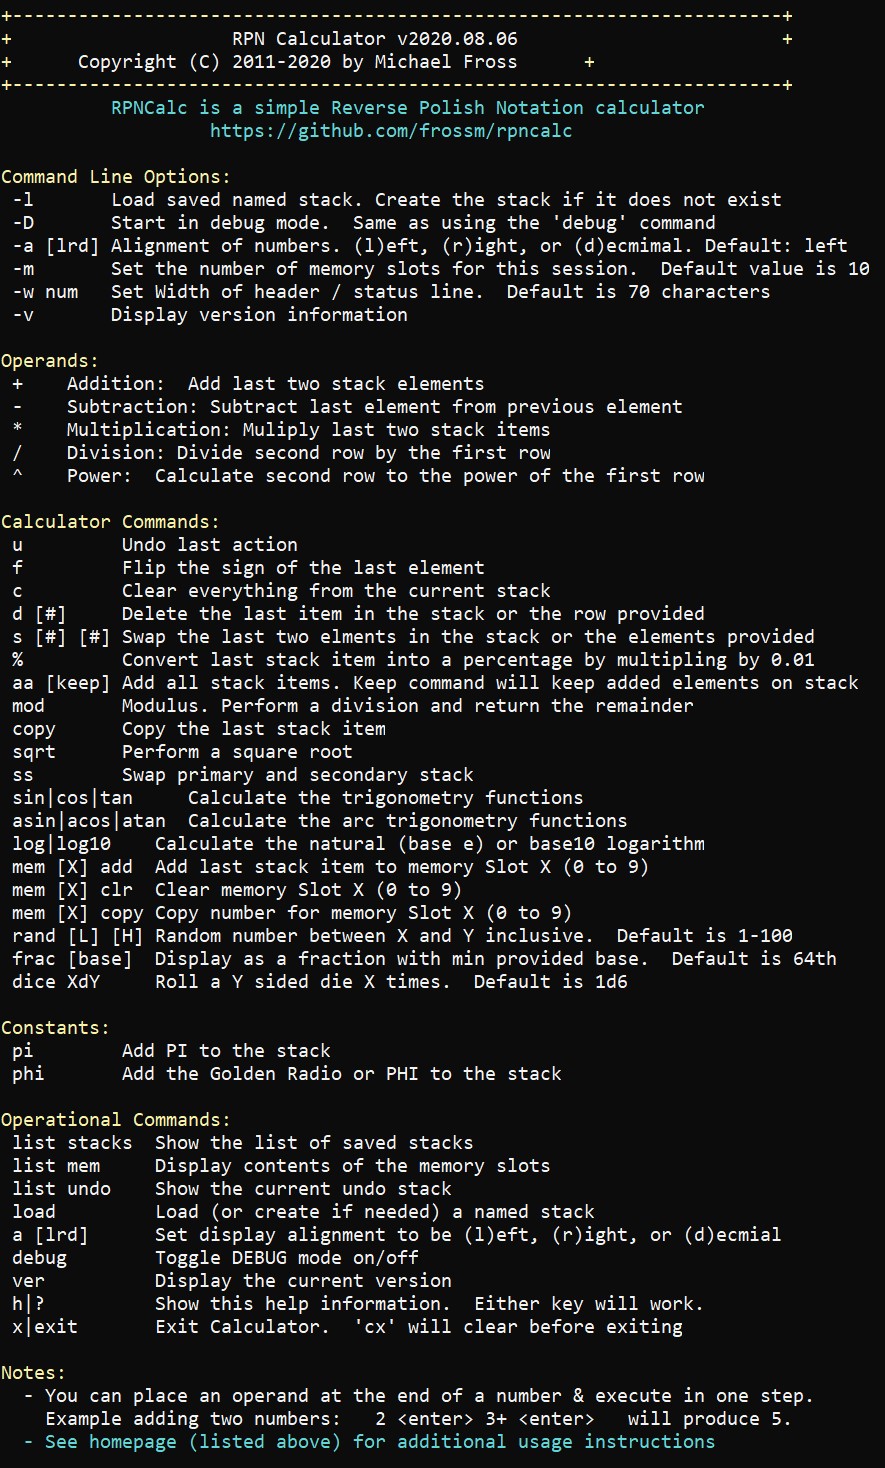 +----------------------------------------------------------------------+
+                    RPN Calculator v2020.08.06                        +
+      Copyright (C) 2011-2020 by Michael Fross      +
+----------------------------------------------------------------------+
RPNCalc is a simple Reverse Polish Notation calculator
https://github.com/frossm/rpncalc
Command Line Options:
-l       Load saved named stack. Create the stack if it does not exist
-D       Start in debug mode.  Same as using the 'debug' command
-a [lrd] Alignment of numbers. (l)eft, (r)ight, or (d)ecmimal. Default: left
-m       Set the number of memory slots for this session.  Default value is 10
-w num   Set Width of header / status line.  Default is 70 characters
-v       Display version information
Operands:
+    Addition:  Add last two stack elements
-    Subtraction: Subtract last element from previous element
*    Multiplication: Muliply last two stack items
/    Division: Divide second row by the first row
^    Power:  Calculate second row to the power of the first row
Calculator Commands:
u         Undo last action
f         Flip the sign of the last element
c         Clear everything from the current stack
d [#]     Delete the last item in the stack or the row provided
s [#] [#] Swap the last two elments in the stack or the elements provided
%         Convert last stack item into a percentage by multipling by 0.01
aa [keep] Add all stack items. Keep command will keep added elements on stack
mod       Modulus. Perform a division and return the remainder
copy      Copy the last stack item
sqrt      Perform a square root
ss        Swap primary and secondary stack
sin|cos|tan     Calculate the trigonometry functions
asin|acos|atan  Calculate the arc trigonometry functions
log|log10    Calculate the natural (base e) or base10 logarithm
mem [X] add  Add last stack item to memory Slot X (0 to 9)
mem [X] clr  Clear memory Slot X (0 to 9)
mem [X] copy Copy number for memory Slot X (0 to 9)
rand [L] [H] Random number between X and Y inclusive.  Default is 1-100
frac [base]  Display as a fraction with min provided base.  Default is 64th
dice XdY     Roll a Y sided die X times.  Default is 1d6
Constants:
pi        Add PI to the stack
phi       Add the Golden Radio or PHI to the stack
Operational Commands:
list stacks  Show the list of saved stacks
list mem     Display contents of the memory slots
list undo    Show the current undo stack
load         Load (or create if needed) a named stack
a [lrd]      Set display alignment to be (l)eft, (r)ight, or (d)ecmial
debug        Toggle DEBUG mode on/off
ver          Display the current version
h|?          Show this help information.  Either key will work.
x|exit       Exit Calculator.  'cx' will clear before exiting
Notes:
- You can place an operand at the end of a number & execute in one step.
Example adding two numbers:   2 <enter> 3+ <enter>   will produce 5.
- See homepage (listed above) for additional usage instructions